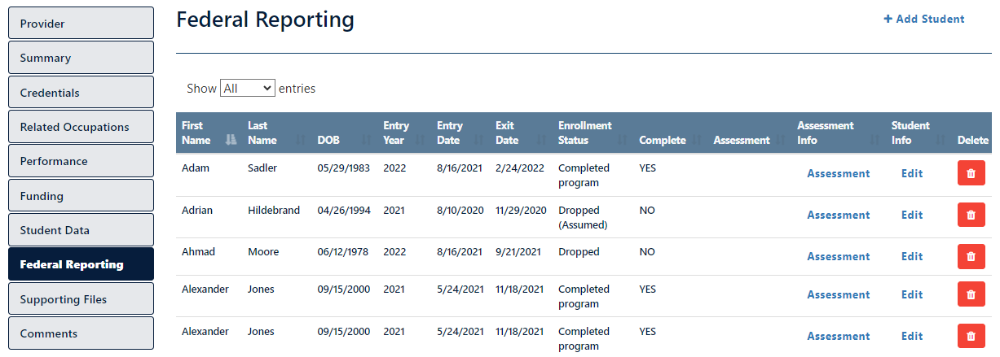 Provider
Summary
Credentials
Related Occupations
Performance
Funding
Student Data
Federal Reporting
Supporting Files
Comments
Federal Reporting
+ Add Student
Show All entries
First Name Last Name DOB Entry Year Entry Date Exit Date Enrollment Status Complete Assessment Assessment Info Student Info Delete
Adam Sadler 05/29/1983 2022 8/16/2021 2/24/2022 Completed program YES Assessment Edit
Adrian Hildebrand 04/26/1994 2021 8/10/2020 11/29/2020 Dropped (Assumed) NO Assessment Edit
Ahmad Moore 06/12/1978 2022 8/16/2021 9/21/2021 Dropped NO Assessment Edit
Alexander Jones 09/15/2000 2021 5/24/2021 11/18/2021 Completed program YES Assessment Edit
Alexander Jones 09/15/2000 2021 5/24/2021 11/18/2021 Completed program YES Assessment Edit